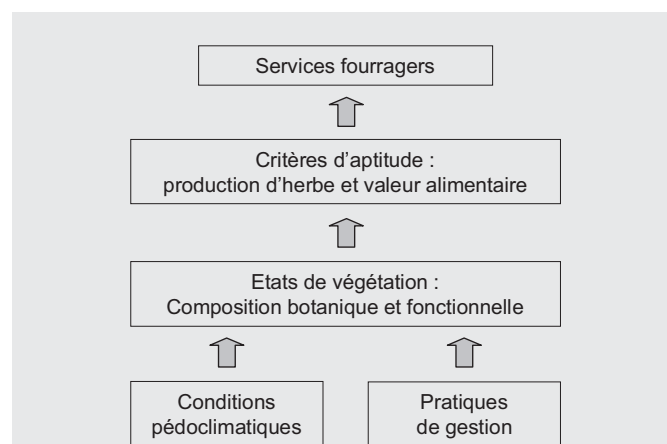 Services fourragers
Critères d'aptitude :
production d'herbe et valeur alimentaire
Etats de végétation :
Composition botanique et fonctionnelle
Conditions
pédoclimatiques
Pratiques
de gestion